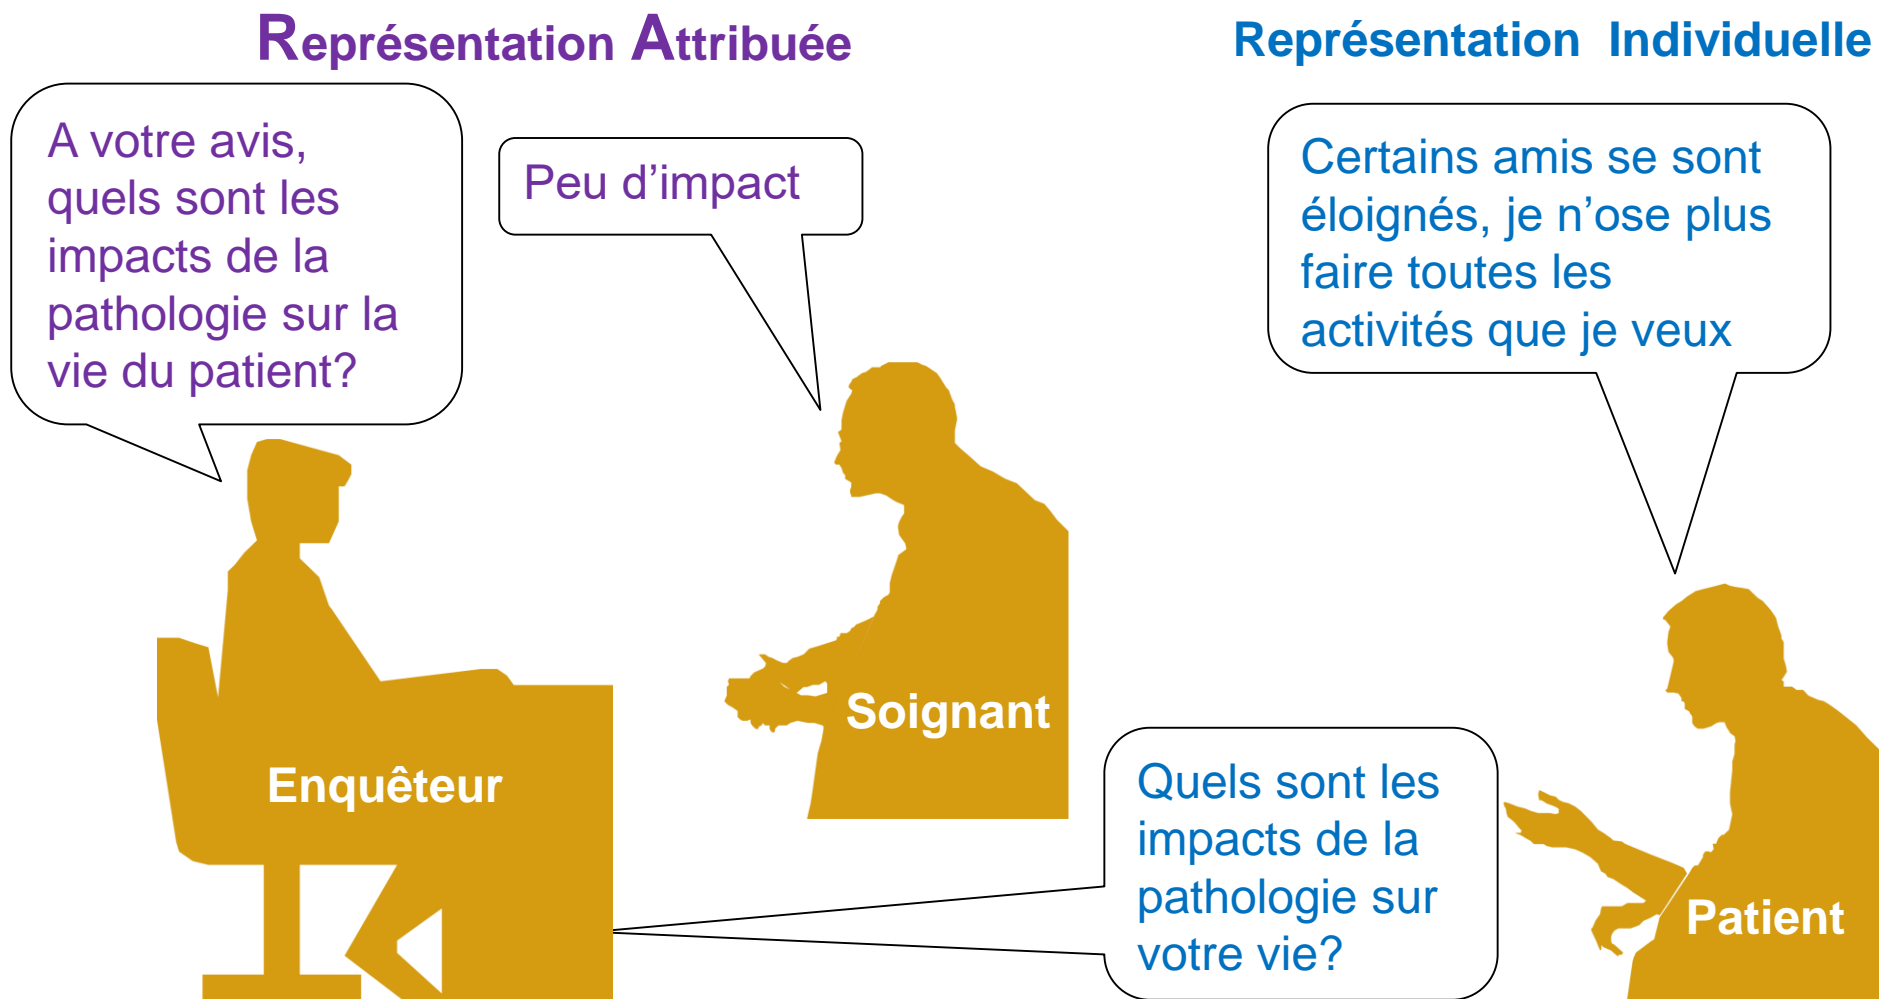 Représentation Attribuée
Représentation Individuelle
A votre avis,
quels sont les
impacts de la
pathologie sur la
vie du patient?
Peu d’impact
Certains amis se sont
éloignés, je n’ose plus
faire toutes les
activités que je veux
Soignant
Enquêteur
Quels sont les
impacts de la
pathologie sur
votre vie?
Patient